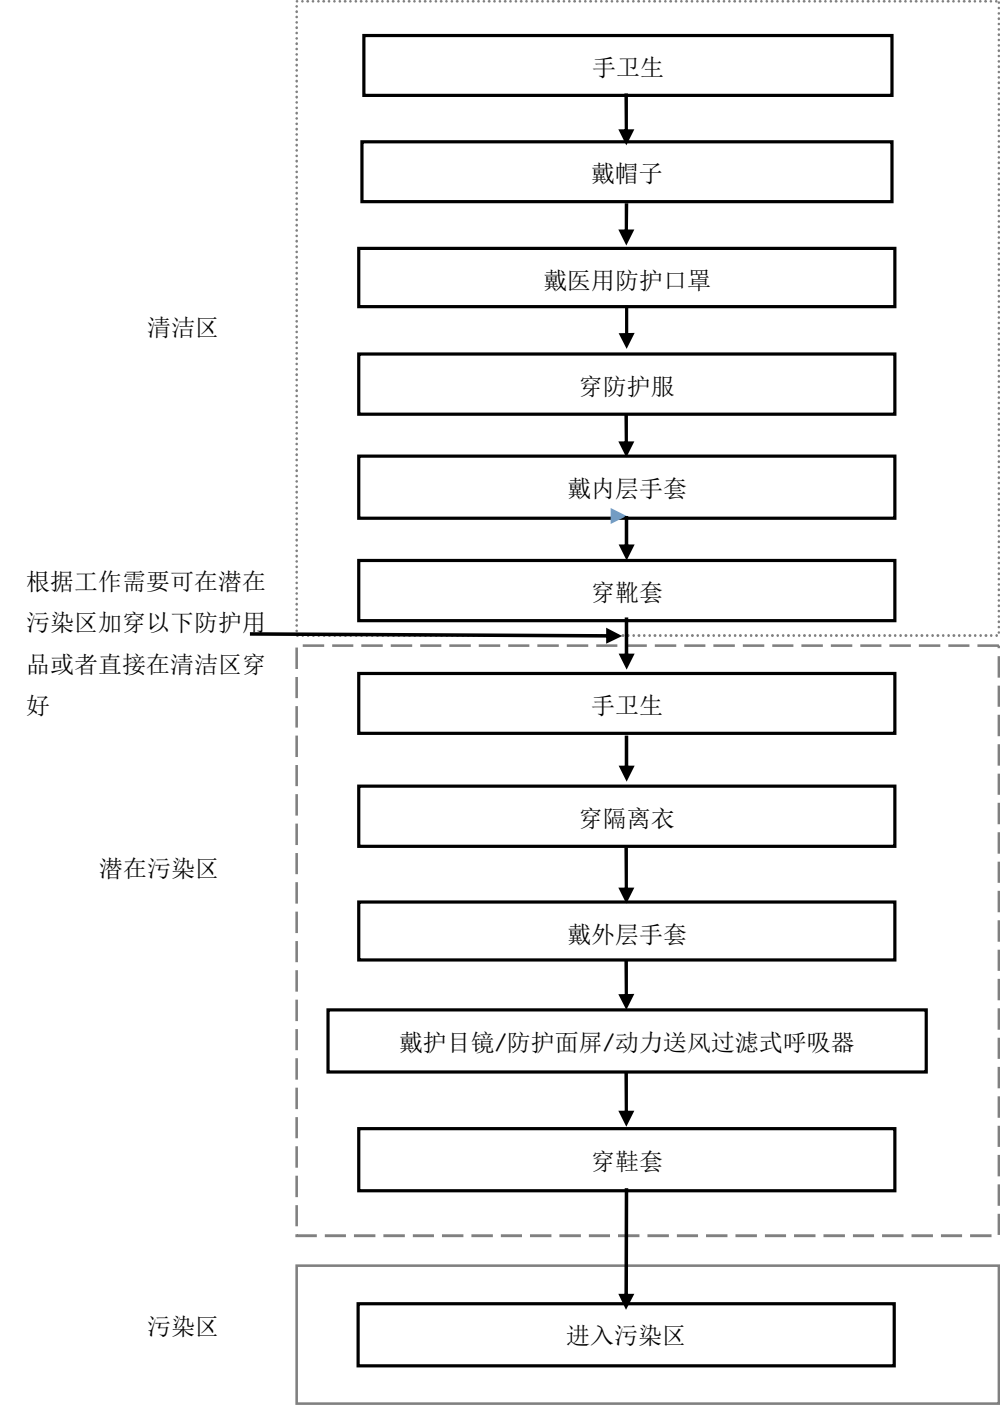 手卫生
戴帽子
戴医用防护口罩
清洁区
穿防护服
戴内层手套
穿靴套
根据工作需要可在潜在
污染区加穿以下防护用
品或者直接在清洁区穿
好
手卫生
穿隔离衣
潜在污染区
戴外层手套
戴护目镜/防护面屏/动力送风过滤式呼吸器
穿鞋套
污染区
进入污染区